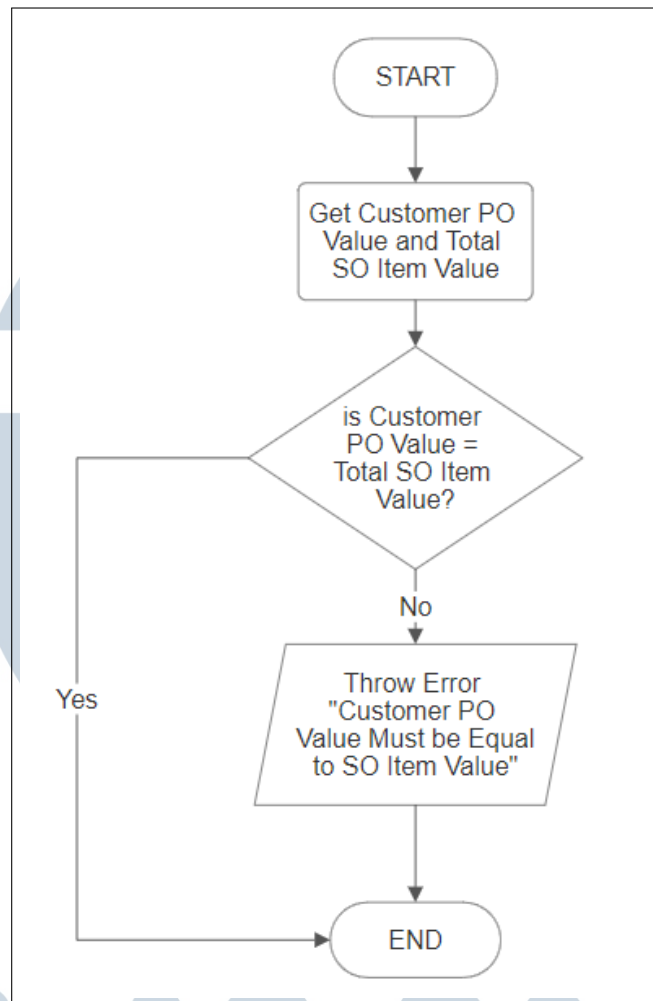 START
Get Customer PO
Value and Total
SO Item Value
is Customer
PO Value =
Total SO Item
Value?
No
Yes
Throw Error
"Customer PO
Value Must be Equal
to SO Item Value"
END